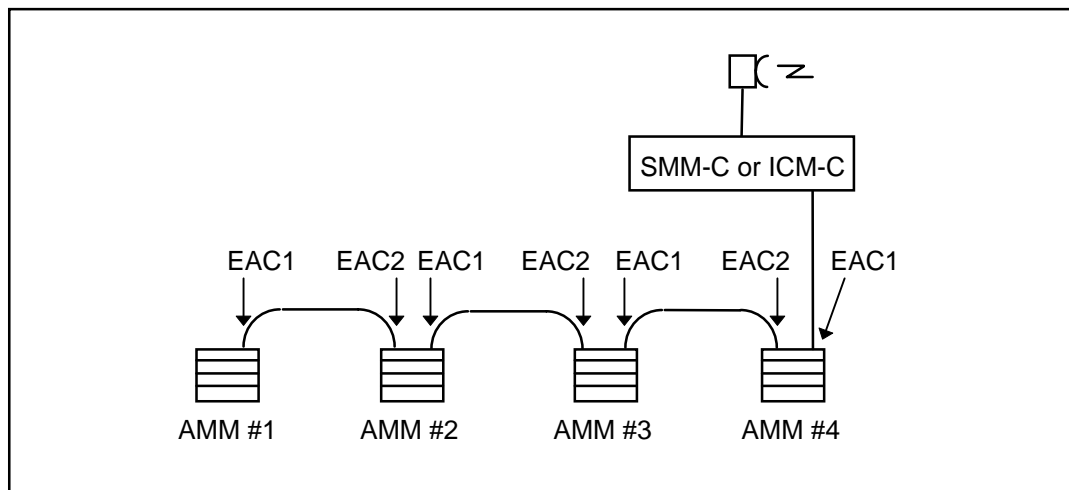 SMM-C or ICM-C
EAC1 EAC2 EAC1 EAC2 EAC1 EAC2 EAC1
AMM #1 AMM #2 AMM #3 AMM #4